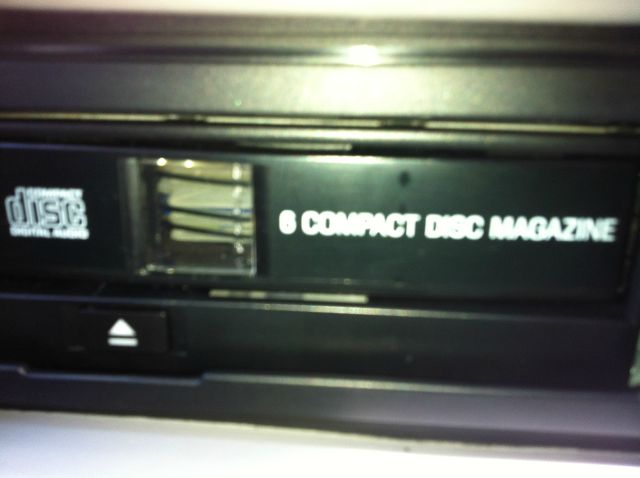 COMPACT
disc
DIGITAL AUDIO
6 COMPACT DISC MAGAZINE